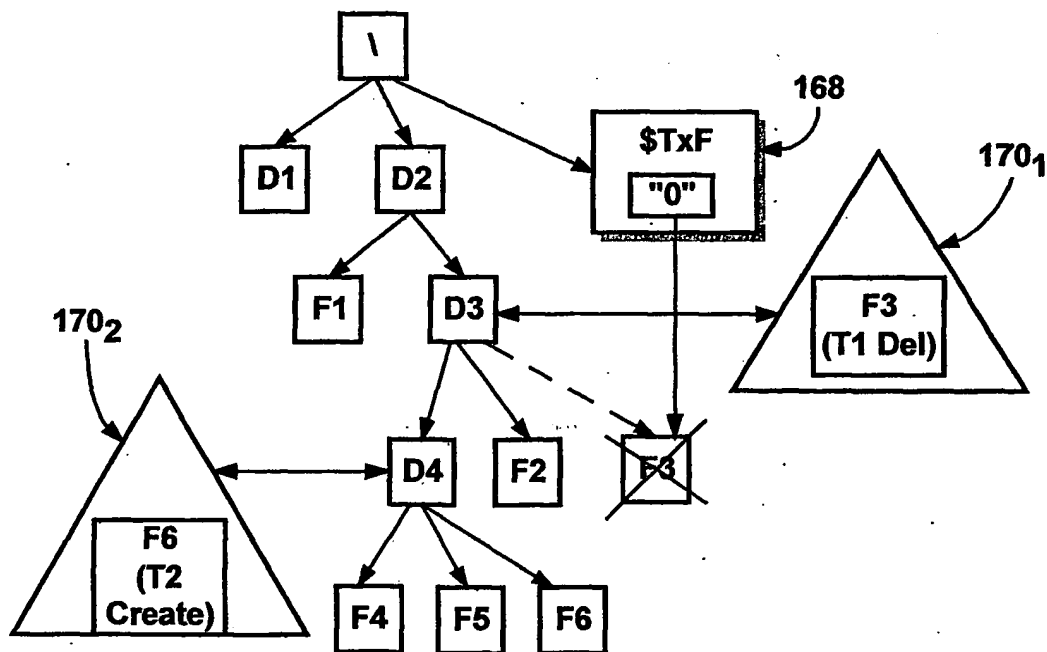 \
168
$TxF
"0"
D1
D2
170₁
F1
D3
F3
(T1 Del)
170₂
D4
F2
F3
F6
(T2
Create)
F4
F5
F6